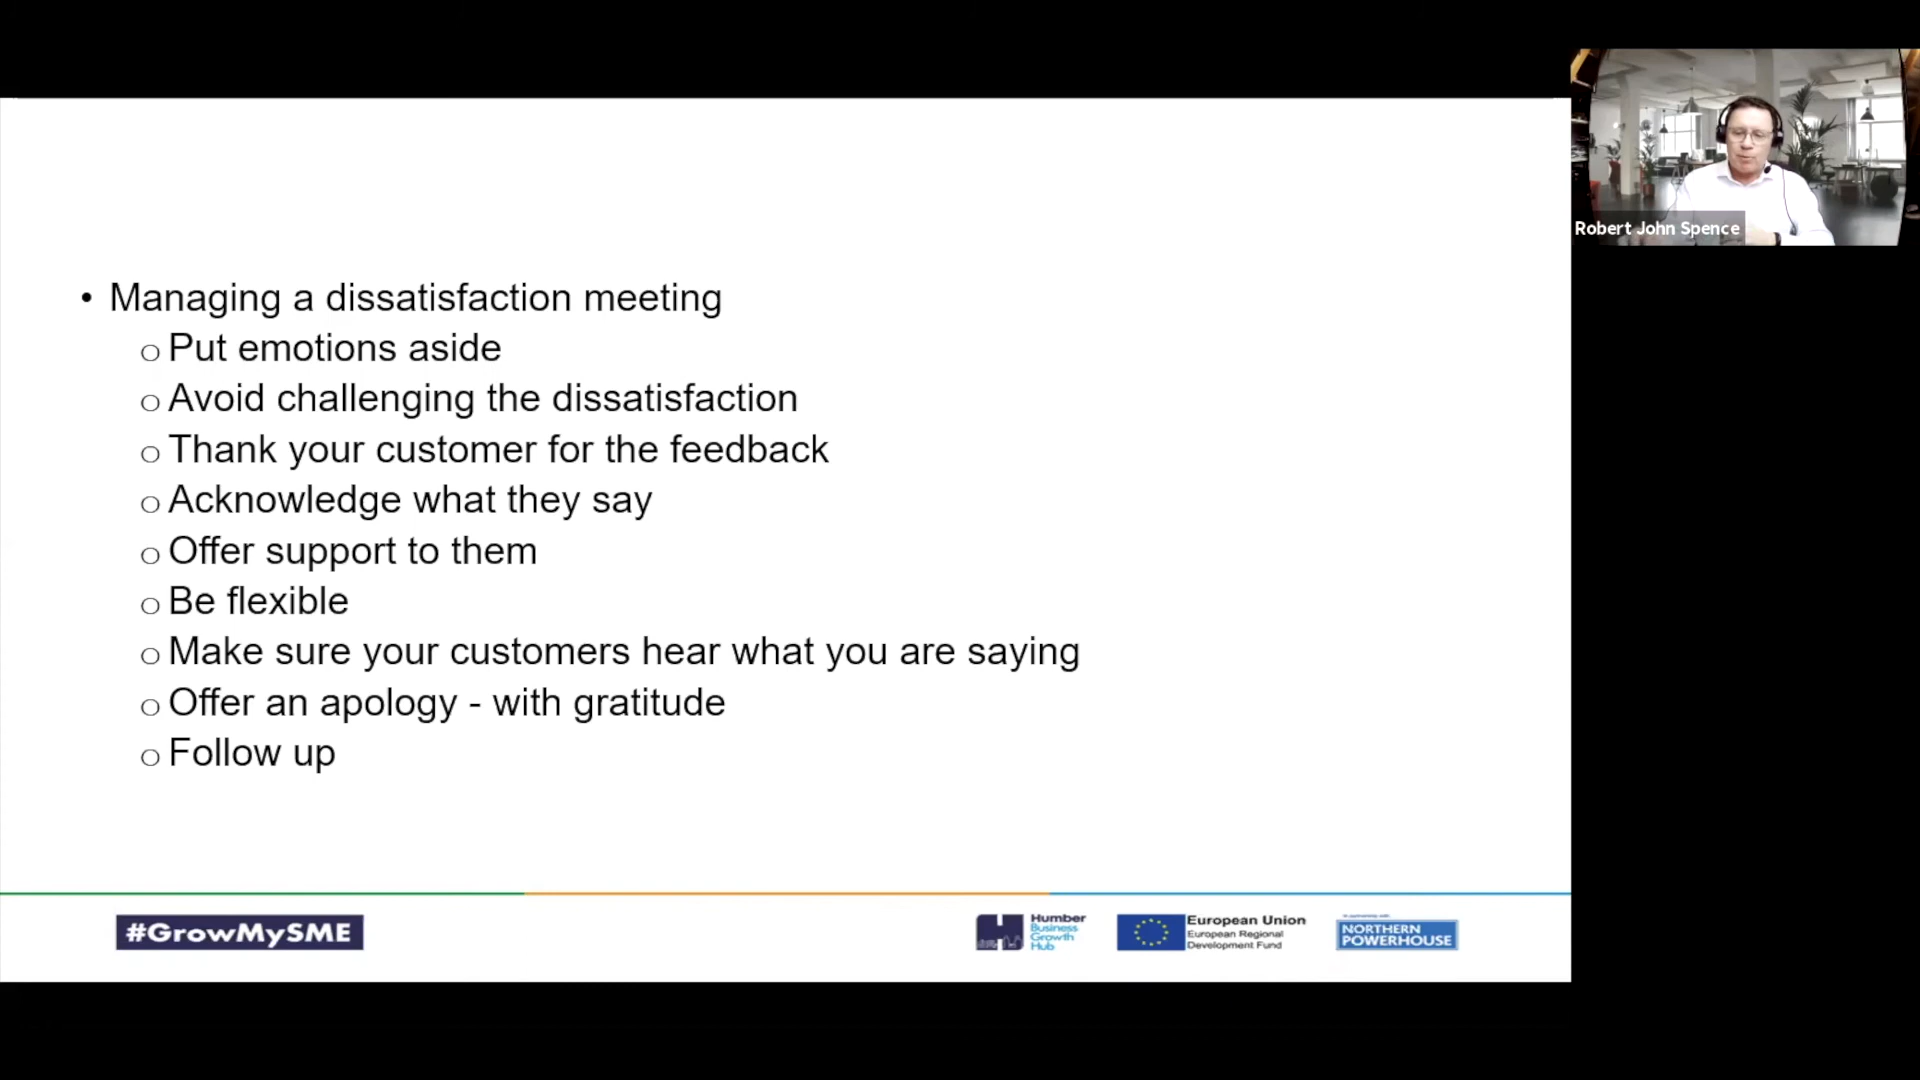 • Managing a dissatisfaction meeting
o Put emotions aside
o Avoid challenging the dissatisfaction
o Thank your customer for the feedback
o Acknowledge what they say
o Offer support to them
o Be flexible
o Make sure your customers hear what you are saying
o Offer an apology - with gratitude
o Follow up
Robert John Spence
#GrowMySME
Humber
Business
Growth
Hub
European Union
European Regional
Development Fund
In partnership with
NORTHERN
POWERHOUSE